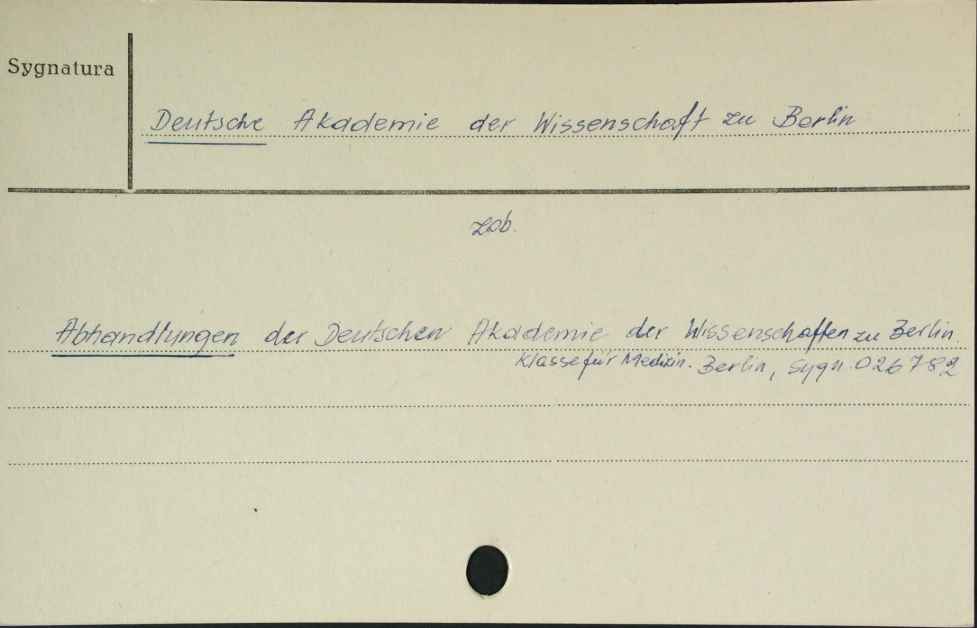 Sygnatura
Deutsche Akademie der Wissenschaft zu Berlin
zob.
Abhandlungen der Deutschen Akademie der Wissenschaften zu Berlin
Klasse für Medizin. Berlin, Sygn. 026782